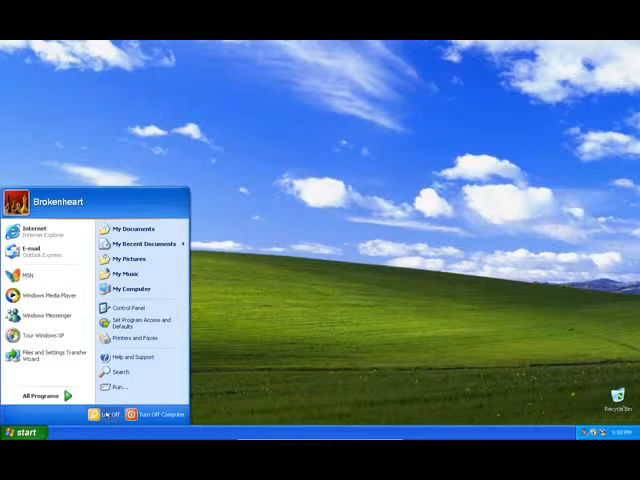 Brokenheart
Internet
Internet Explorer
E-mail
Outlook Express
MSN
Windows Media Player
Windows Messenger
Tour Windows XP
Files and Settings Transfer
Wizard
All Programs
My Documents
My Recent Documents
My Pictures
My Music
My Computer
Control Panel
Set Program Access and
Defaults
Printers and Faxes
Help and Support
Search
Run...
Log Off
Turn Off Computer
Recycle Bin
start
9:59 PM